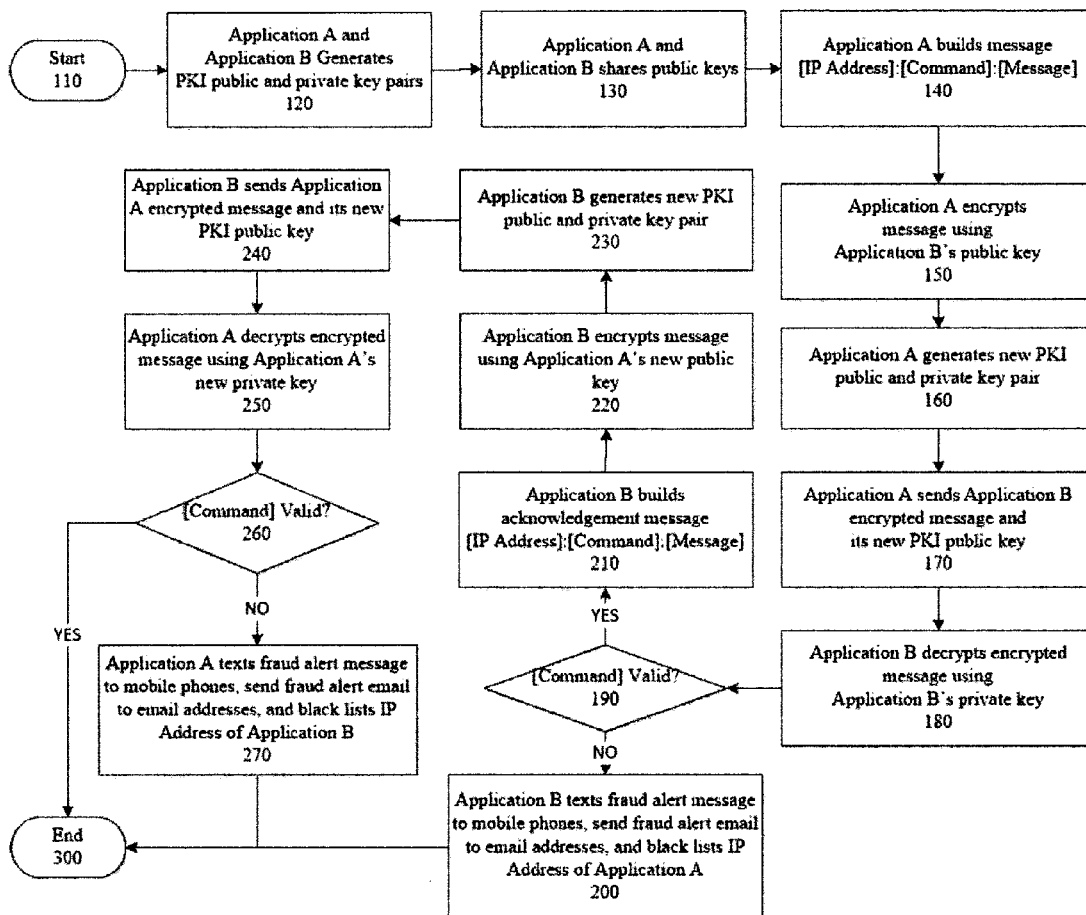 Start
110
Application A and
Application B Generates
PKI public and private key pairs
120
Application A and
Application B shares public keys
130
Application A builds message
[IP Address]:[Command]:[Message]
140
Application A encrypts
message using
Application B's public key
150
Application A generates new PKI
public and private key pair
160
Application A sends Application B
encrypted message and
its new PKI public key
170
Application B decrypts encrypted
message using
Application B's private key
180
[Command] Valid?
190
NO
Application B texts fraud alert message
to mobile phones, send fraud alert email
to email addresses, and black lists IP
Address of Application A
200
YES
Application B builds
acknowledgement message
[IP Address]:[Command]:[Message]
210
Application B encrypts message
using Application A's new public
key
220
Application B generates new PKI
public and private key pair
230
Application B sends Application
A encrypted message and its new
PKI public key
240
Application A decrypts encrypted
message using Application A's
new private key
250
[Command] Valid?
260
NO
YES
Application A texts fraud alert message
to mobile phones, send fraud alert email
to email addresses, and black lists IP
Address of Application B
270
End
300